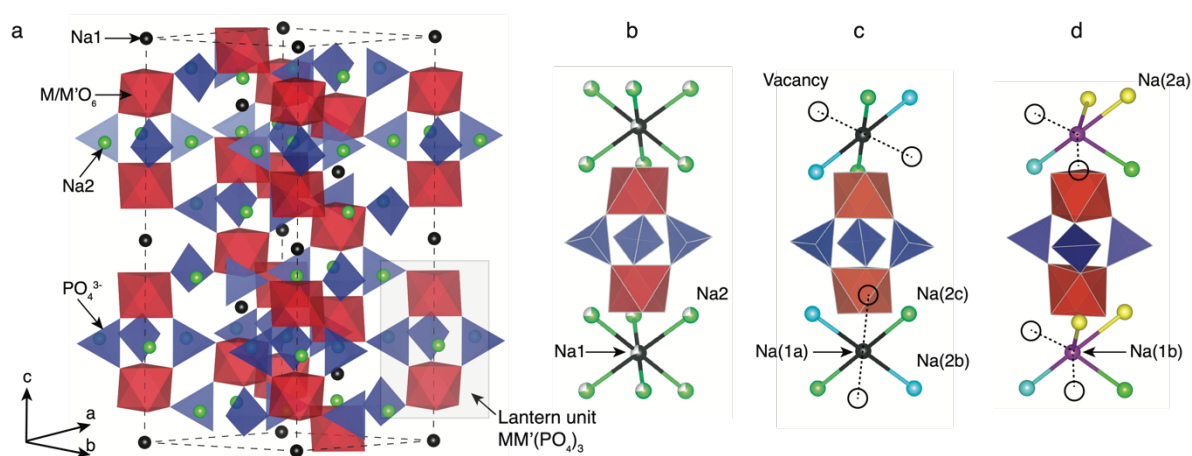 a
Na1
M/M'O6
Na2
PO4 3-
c
a
b
Lantern unit
MM'(PO4)3
b
Na2
Na1
c
Vacancy
Na(2c)
Na(1a)
Na(2b)
d
Na(2a)
Na(1b)